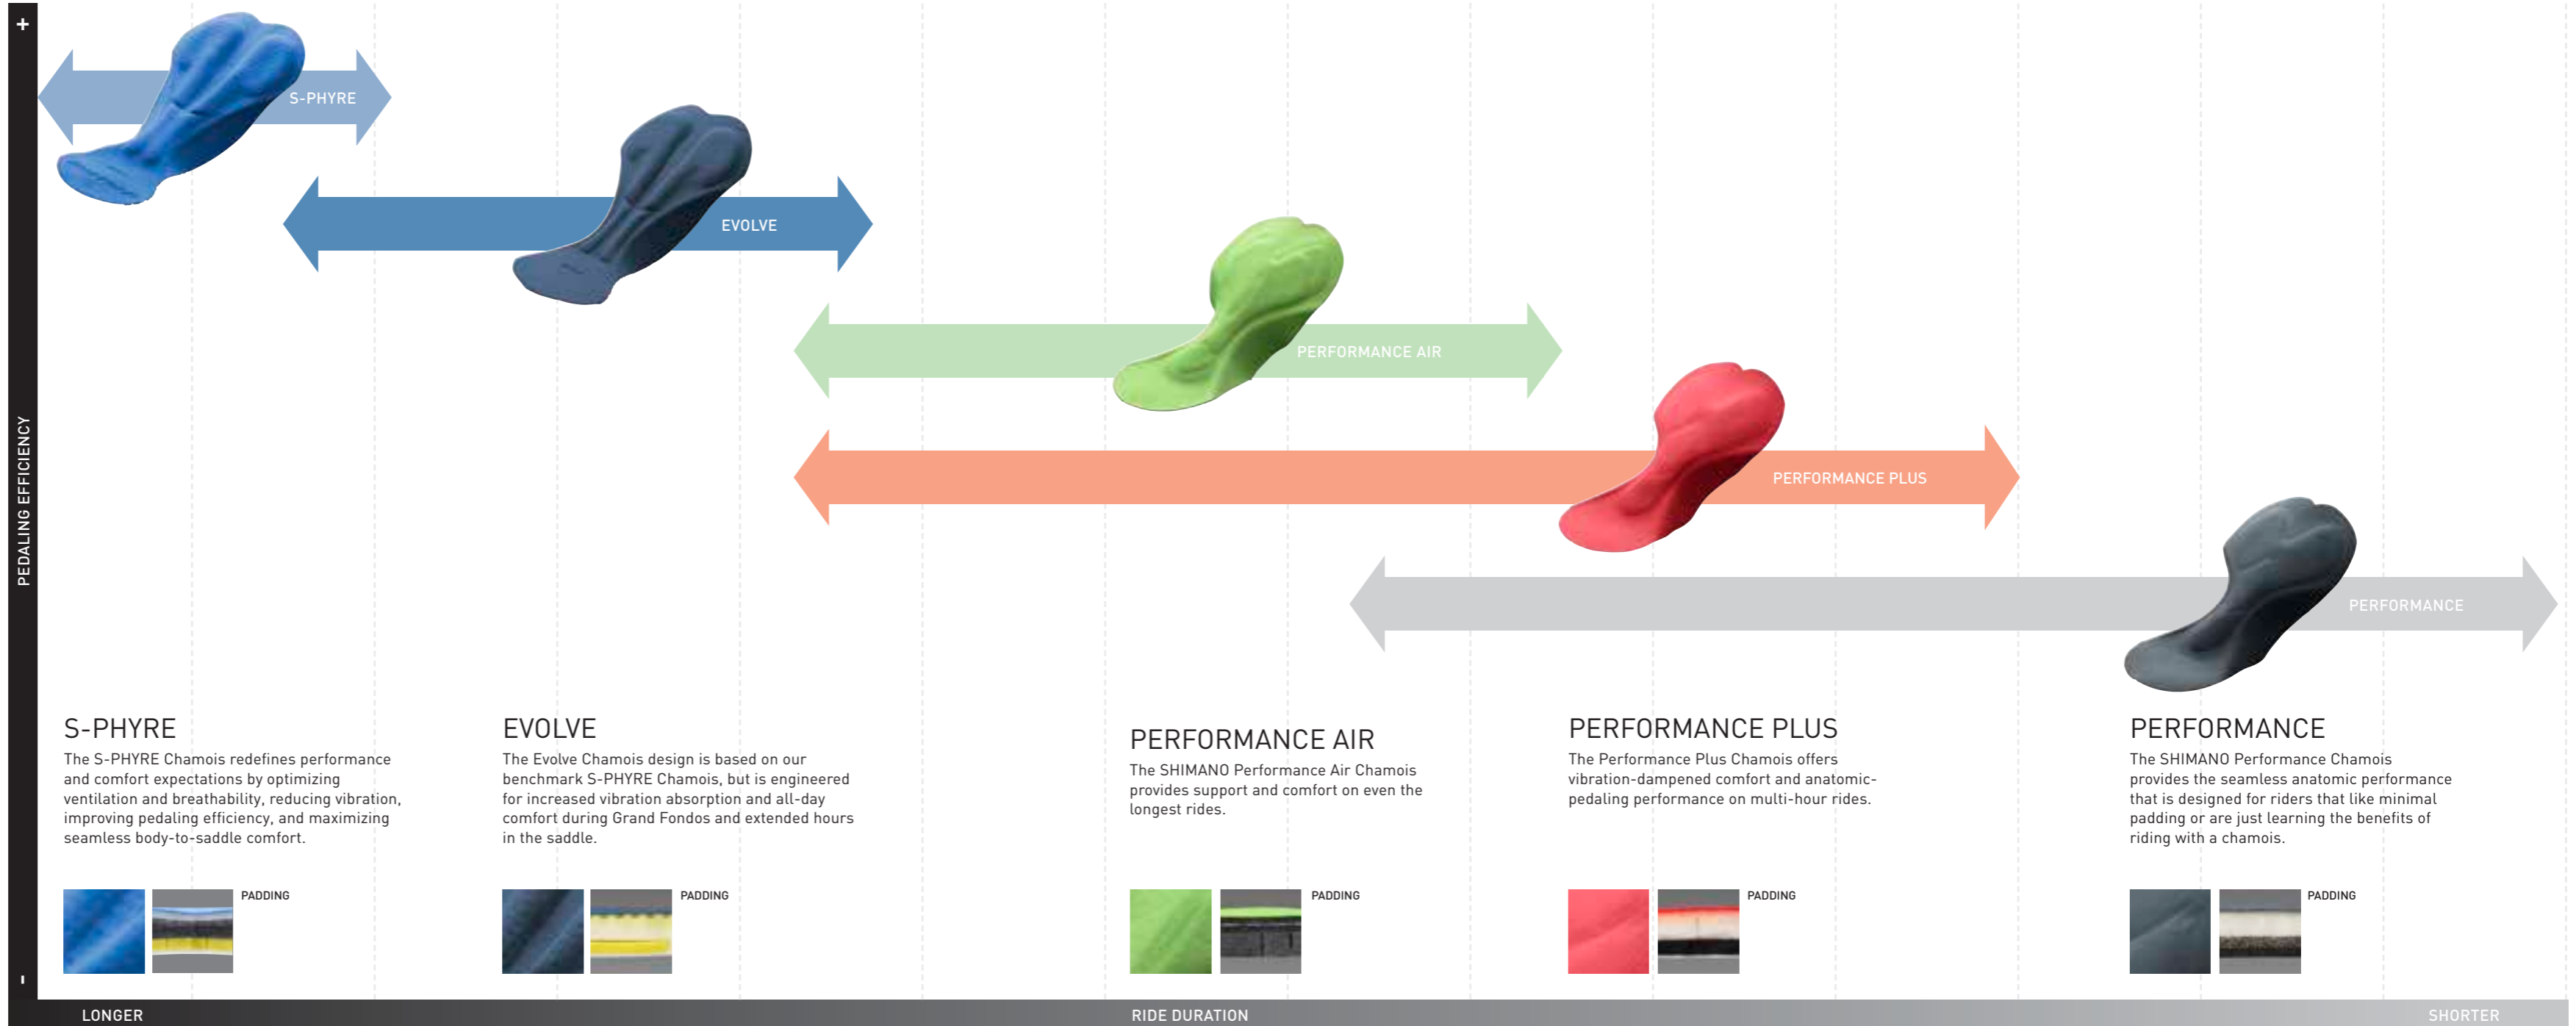 +
S-PHYRE
EVOLVE
PERFORMANCE AIR
PERFORMANCE PLUS
PERFORMANCE
PEDALING EFFICIENCY
S-PHYRE
The S-PHYRE Chamois redefines performance
and comfort expectations by optimizing
ventilation and breathability, reducing vibration,
improving pedaling efficiency, and maximizing
seamless body-to-saddle comfort.
PADDING
EVOLVE
The Evolve Chamois design is based on our
benchmark S-PHYRE Chamois, but is engineered
for increased vibration absorption and all-day
comfort during Grand Fondos and extended hours
in the saddle.
PADDING
PERFORMANCE AIR
The SHIMANO Performance Air Chamois
provides support and comfort on even the
longest rides.
PADDING
PERFORMANCE PLUS
The Performance Plus Chamois offers
vibration-dampened comfort and anatomic-
pedaling performance on multi-hour rides.
PADDING
PERFORMANCE
The SHIMANO Performance Chamois
provides the seamless anatomic performance
that is designed for riders that like minimal
padding or are just learning the benefits of
riding with a chamois.
PADDING
-
LONGER
RIDE DURATION
SHORTER